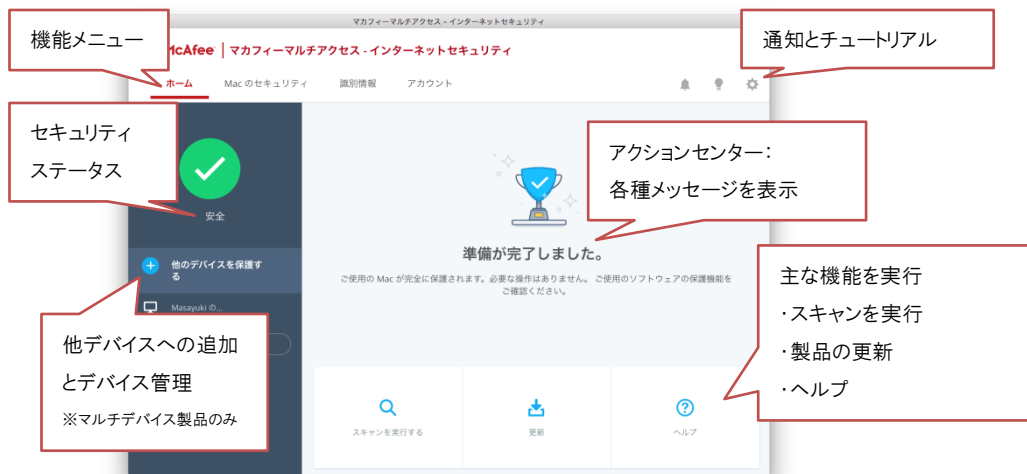 マカフィーマルチアクセス - インターネットセキュリティ
機能メニュー
McAfee
マカフィーマルチアクセス - インターネットセキュリティ
通知とチュートリアル
ホーム
Mac のセキュリティ
識別情報
アカウント
セキュリティ
ステータス
安全
アクションセンター:
各種メッセージを表示
準備が完了しました。
ご使用の Mac が完全に保護されます。必要な操作はありません。 ご使用のソフトウェアの保護機能を
ご確認ください。
他のデバイスを保護す
る
Masayuki の...
他デバイスへの追加
とデバイス管理
※マルチデバイス製品のみ
主な機能を実行
・スキャンを実行
・製品の更新
・ヘルプ
スキャンを実行する
更新
ヘルプ